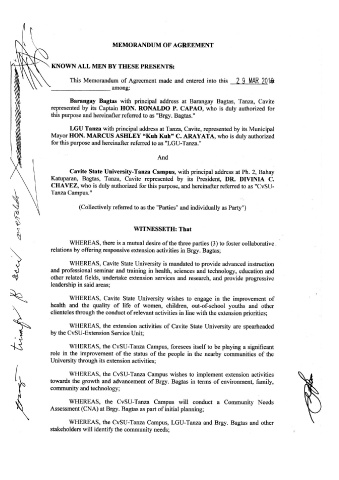 MEMORANDUM OF AGREEMENT
KNOWN ALL MEN BY THESE PRESENTS:
This Memorandum of Agreement made and entered into this 29 MAR
among;
Barangay Bagtas with principal address at Barangay Bagtas, Tanza, Cavite
represented by its Captain HON. RONALDO P. CAPAO, who is duly authorized for
this purpose and hereinafter referred to as "Brgy. Bagtas."
LGU Tanza with principal address at Tanza, Cavite, represented by its Municipal
Mayor HON. MARCUS ASHLEY "Kuh Kuh" C. ARAYATA, who is duly authorized
for this purpose and hereinafter referred to as "LGU-Tanza."
And
Cavite State University-Tanza Campus, with principal address at Ph. 2, Bahay
Katuparan, Bagtas, Tanza, Cavite represented by its President, DR. DIVINIA C.
CHAVEZ, who is duly authorized for this purpose, and hereinafter referred to as "CvSU-
Tanza Campus."
(Collectively referred to as the "Parties" and individually as Party")
WITNESSETH: That
WHEREAS, there is a mutual desire of the three parties (3) to foster collaborative
relations by offering responsive extension activities in Brgy. Bagtas;
WHEREAS, Cavite State University is mandated to provide advanced instruction
and professional seminar and training in health, sciences and technology, education and
other related fields, undertake extension services and research, and provide progressive
leadership in said areas;
WHEREAS, Cavite State University wishes to engage in the improvement of
health and the quality of life of women, children, out-of-school youths and other
clienteles through the conduct of relevant activities in line with the extension priorities;
WHEREAS, the extension activities of Cavite State University are spearheaded
by the CvSU-Extension Service Unit;
WHEREAS, the CvSU-Tanza Campus, foresees itself to be playing a significant
role in the improvement of the status of the people in the nearby communities of the
University through its extension activities;
WHEREAS, the CvSU-Tanza Campus wishes to implement extension activities
towards the growth and advancement of Brgy. Bagtas in terms of environment, family,
community and technology;
WHEREAS, the CvSU-Tanza Campus will conduct a Community Needs
Assessment (CNA) at Brgy. Bagtas as part of initial planning;
WHEREAS, the CvSU-Tanza Campus, LGU-Tanza and Brgy. Bagtas and other
stakeholders will identify the community needs;